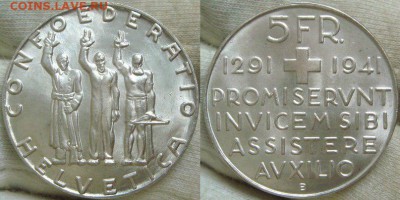 COINS.LAVE.RU
CONFOEDERATIO
HELVETICA
5 FR.
1291 1941
PROMISERVNT
INVICEM SIBI
ASSISTERE
AVXILIO
B